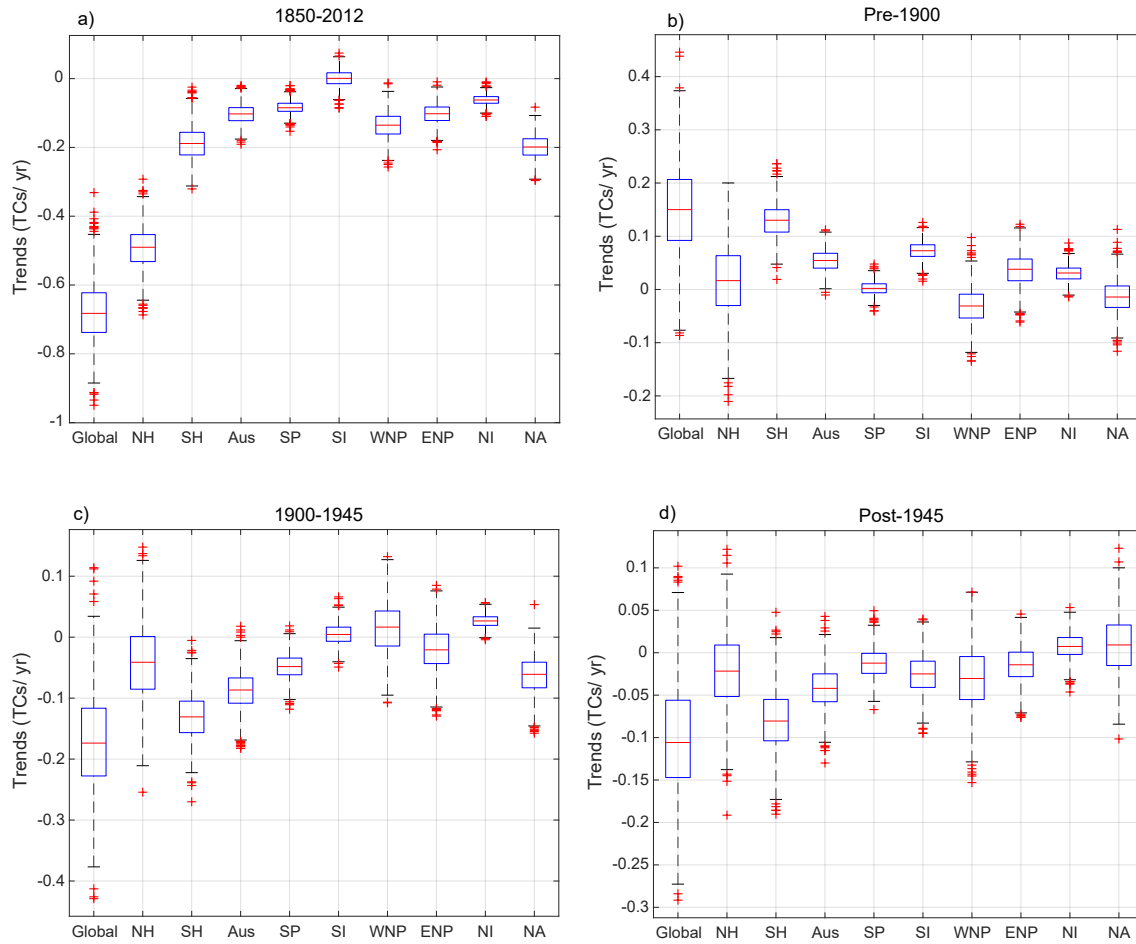 a) 1850-2012
Trends (TCs/ yr)
0
-0.2
-0.4
-0.6
-0.8
-1
Global NH SH Aus SP SI WNP ENP NI NA
b) Pre-1900
Trends (TCs/ yr)
0.4
0.3
0.2
0.1
0
-0.1
-0.2
Global NH SH Aus SP SI WNP ENP NI NA
c) 1900-1945
Trends (TCs/ yr)
0.1
0
-0.1
-0.2
-0.3
-0.4
Global NH SH Aus SP SI WNP ENP NI NA
d) Post-1945
Trends (TCs/ yr)
0.1
0.05
0
-0.05
-0.1
-0.15
-0.2
-0.25
-0.3
Global NH SH Aus SP SI WNP ENP NI NA